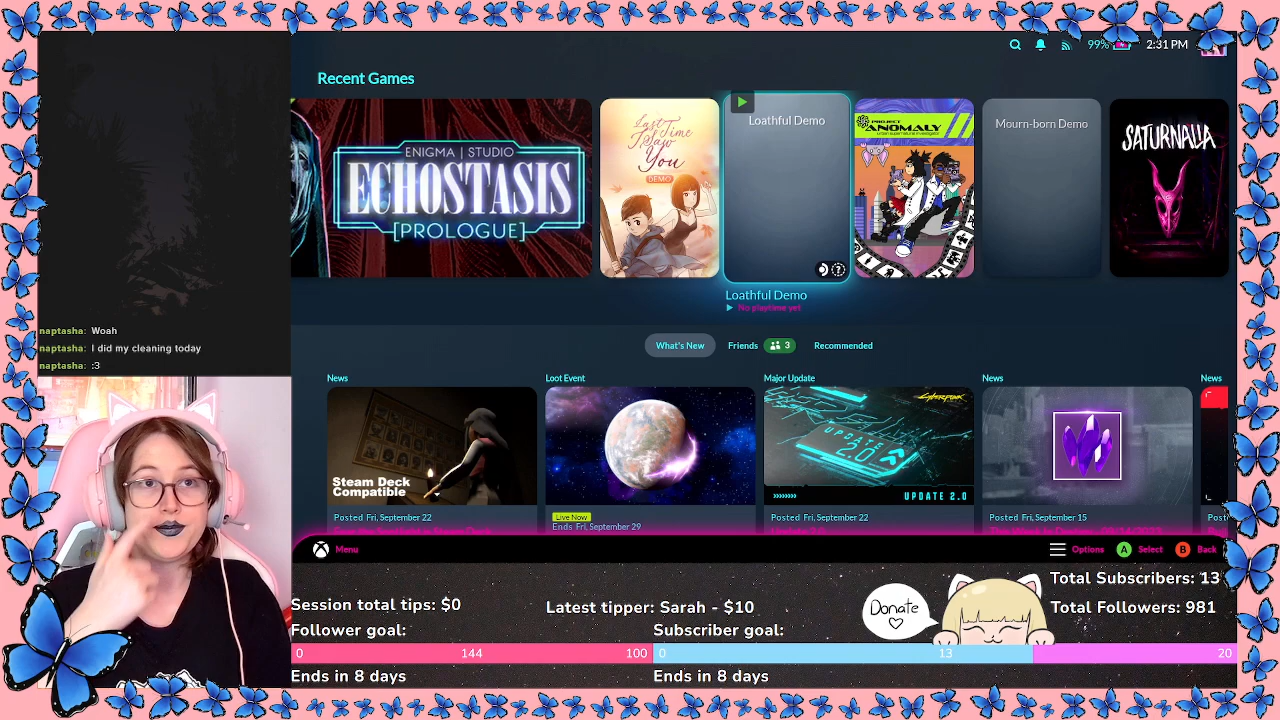 99%
2:31 PM
Recent Games
ENIGMA | STUDIO
ECHOSTASIS
[PROLOGUE]
Last Time
I Saw
You
DEMO
Loathful Demo
PROJECT
ANOMALY
Mourn-born Demo
SATURNALIA
Loathful Demo
No playtime yet
naptasha: Woah
naptasha: I did my cleaning today
naptasha: :3
What's New
Friends
3
Recommended
News
Loot Event
Major Update
News
News
Steam Deck
Compatible
CYBERPUNK
UPDATE
2.0
UPDATE 2.0
Posted Fri, September 22
Live Now
Ends Fri, September 29
Posted Fri, September 22
Posted Fri, September 15
Menu
Options
A Select
B Back
Session total tips: $0
Latest tipper: Sarah - $10
Donate
Total Subscribers: 13
Total Followers: 981
Follower goal:
Subscriber goal:
0 144 100
0 13 20
Ends in 8 days
Ends in 8 days